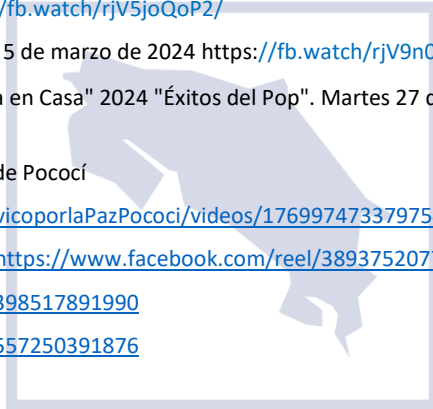 /fb.watch/rjV5joQoP2/
5 de marzo de 2024 https://fb.watch/rjV9n0
en Casa" 2024 "Éxitos del Pop". Martes 27 d
de Pococí
vicoporlaPazPococi/videos/17699747337975
https://www.facebook.com/reel/389375207
398517891990
557250391876